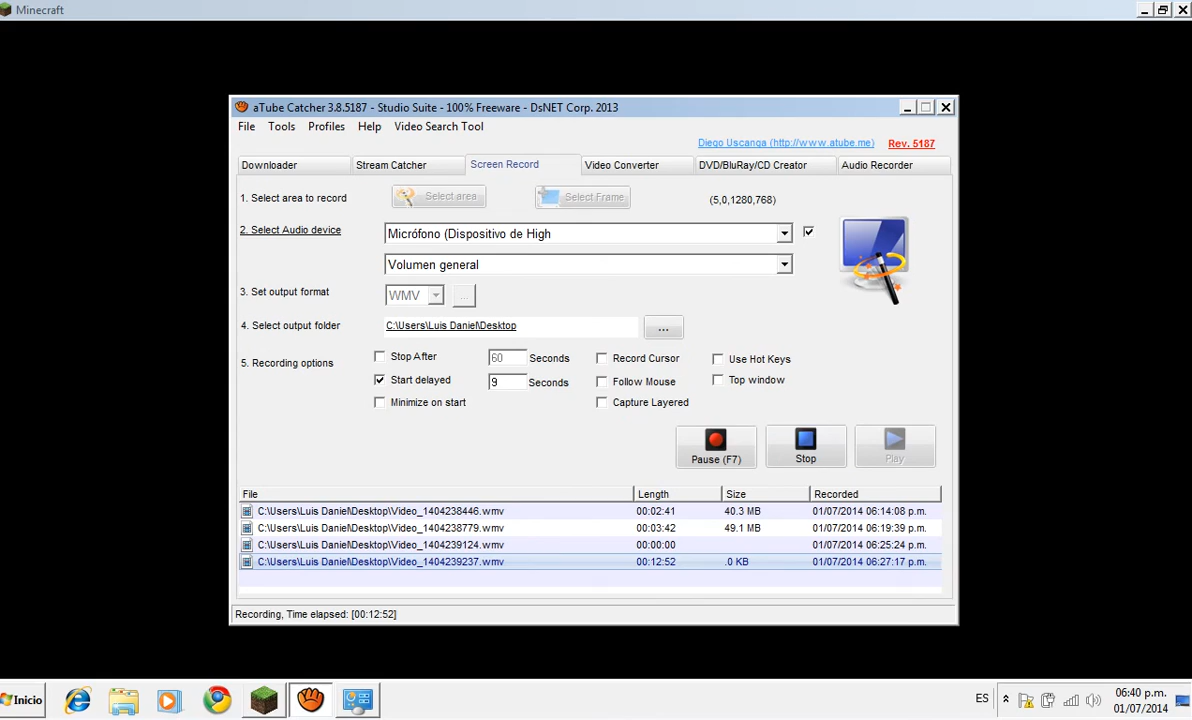 Minecraft
aTube Catcher 3.8.5187 - Studio Suite - 100% Freeware - DsNET Corp. 2013
File Tools Profiles Help Video Search Tool
Diego Uscanga (http://www.atube.me) Rev. 5187
Downloader Stream Catcher Screen Record Video Converter DVD/BluRay/CD Creator Audio Recorder
1. Select area to record Select area Select Frame (5,0,1280,768)
2. Select Audio device Micrófono (Dispositivo de High
Volumen general
3. Set output format WMV ...
4. Select output folder C:\Users\Luis Daniel\Desktop ...
5. Recording options Stop After 60 Seconds Record Cursor Use Hot Keys
Start delayed 9 Seconds Follow Mouse Top window
Minimize on start Capture Layered
Pause (F7) Stop Play
File Length Size Recorded
C:\Users\Luis Daniel\Desktop\Video_1404238446.wmv 00:02:41 40.3 MB 01/07/2014 06:14:08 p.m.
C:\Users\Luis Daniel\Desktop\Video_1404238779.wmv 00:03:42 49.1 MB 01/07/2014 06:19:39 p.m.
C:\Users\Luis Daniel\Desktop\Video_1404239124.wmv 00:00:00 01/07/2014 06:25:24 p.m.
C:\Users\Luis Daniel\Desktop\Video_1404239237.wmv 00:12:52 .0 KB 01/07/2014 06:27:17 p.m.
Recording, Time elapsed: [00:12:52]
Inicio ES 06:40 p.m.
01/07/2014